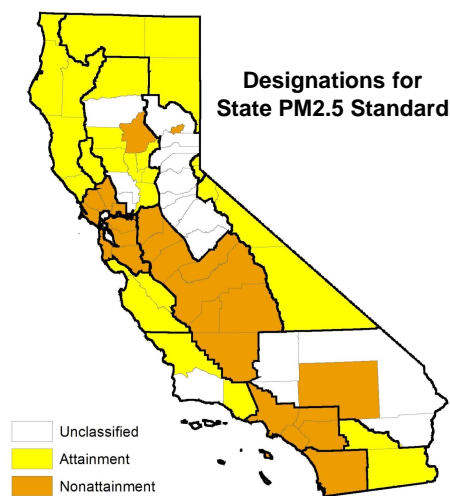 Designations for
State PM2.5 Standard
Unclassified
Attainment
Nonattainment